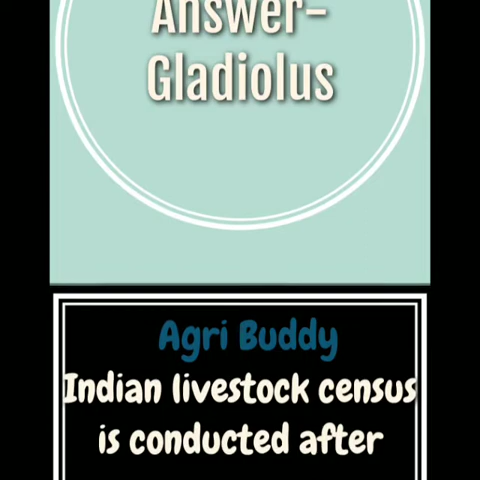 Answer-
Gladiolus
Agri Buddy
Indian livestock census
is conducted after